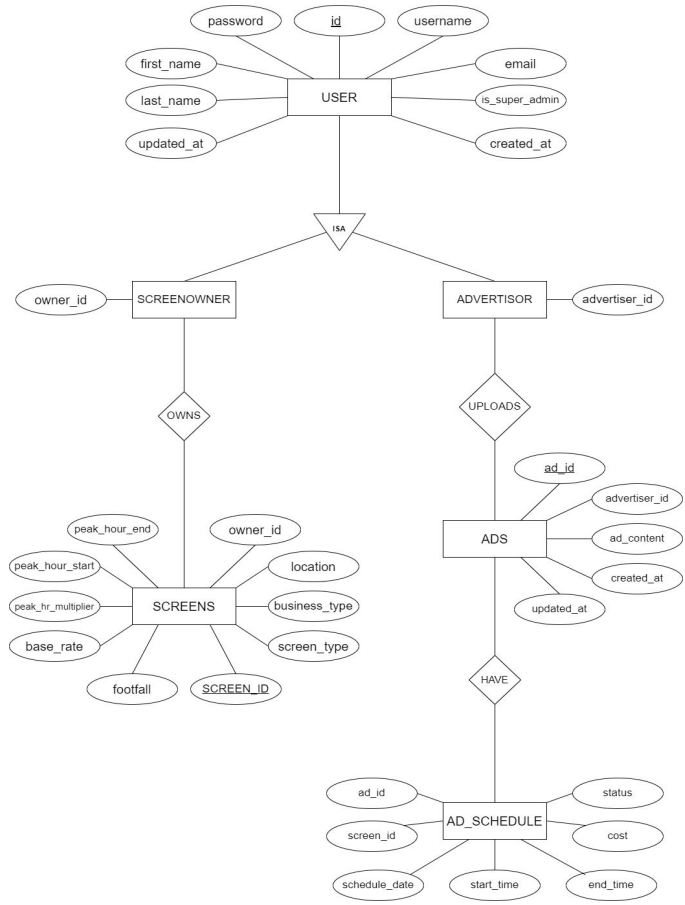 password
id
username
first_name
email
USER
last_name
is_super_admin
updated_at
created_at
ISA
owner_id
SCREENOWNER
ADVERTISOR
advertiser_id
OWNS
UPLOADS
ad_id
advertiser_id
peak_hour_end
owner_id
ADS
ad_content
peak_hour_start
location
created_at
peak_hr_multiplier
SCREENS
business_type
updated_at
base_rate
screen_type
HAVE
footfall
SCREEN_ID
ad_id
status
AD_SCHEDULE
screen_id
cost
schedule_date
start_time
end_time